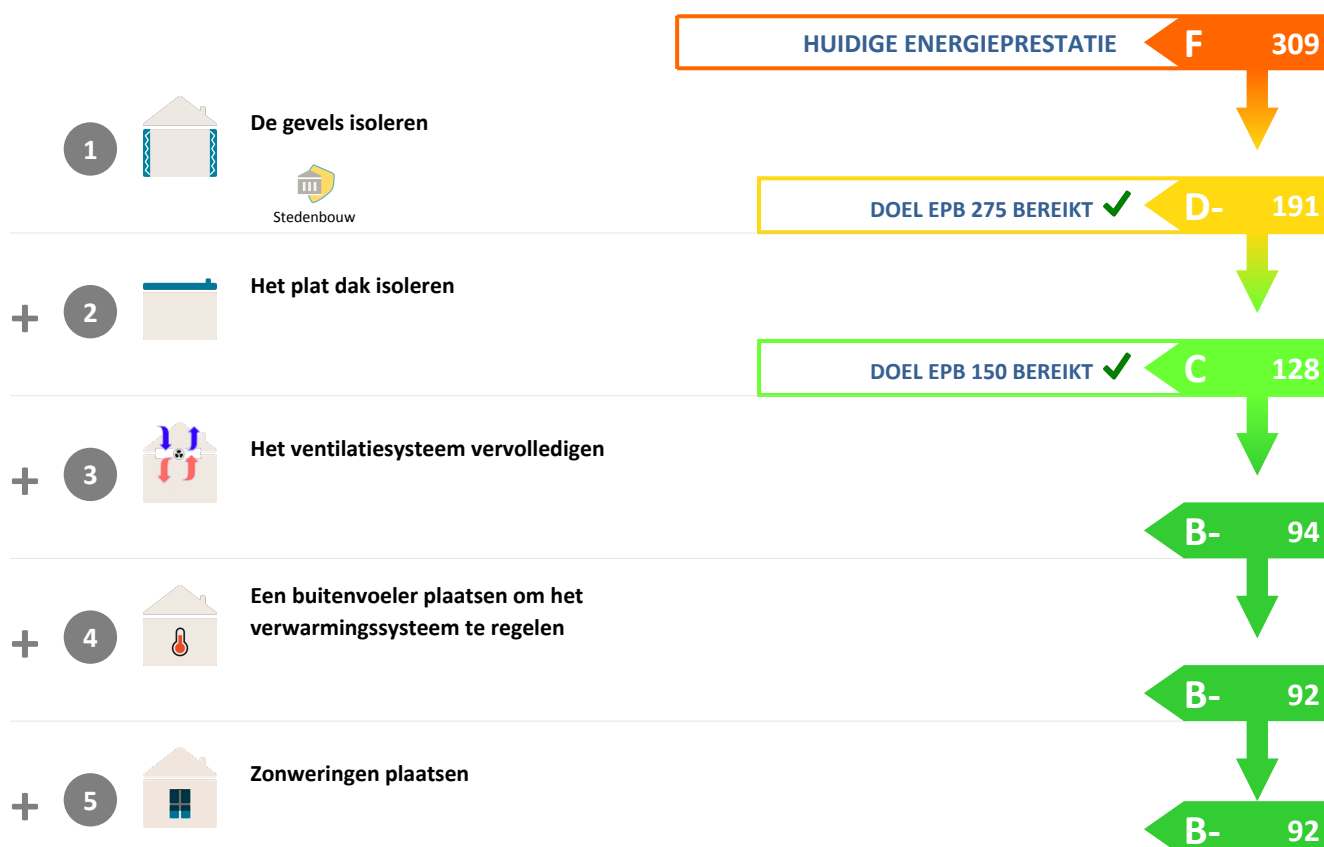 HUIDIGE ENERGIEPRESTATIE F 309
1 De gevels isoleren
Stedenbouw
DOEL EPB 275 BEREIKT D- 191
+ 2 Het plat dak isoleren
DOEL EPB 150 BEREIKT C 128
+ 3 Het ventilatiesysteem vervolledigen
B- 94
+ 4 Een buitenvoeler plaatsen om het
verwarmingssysteem te regelen
B- 92
+ 5 Zonweringen plaatsen
B- 92